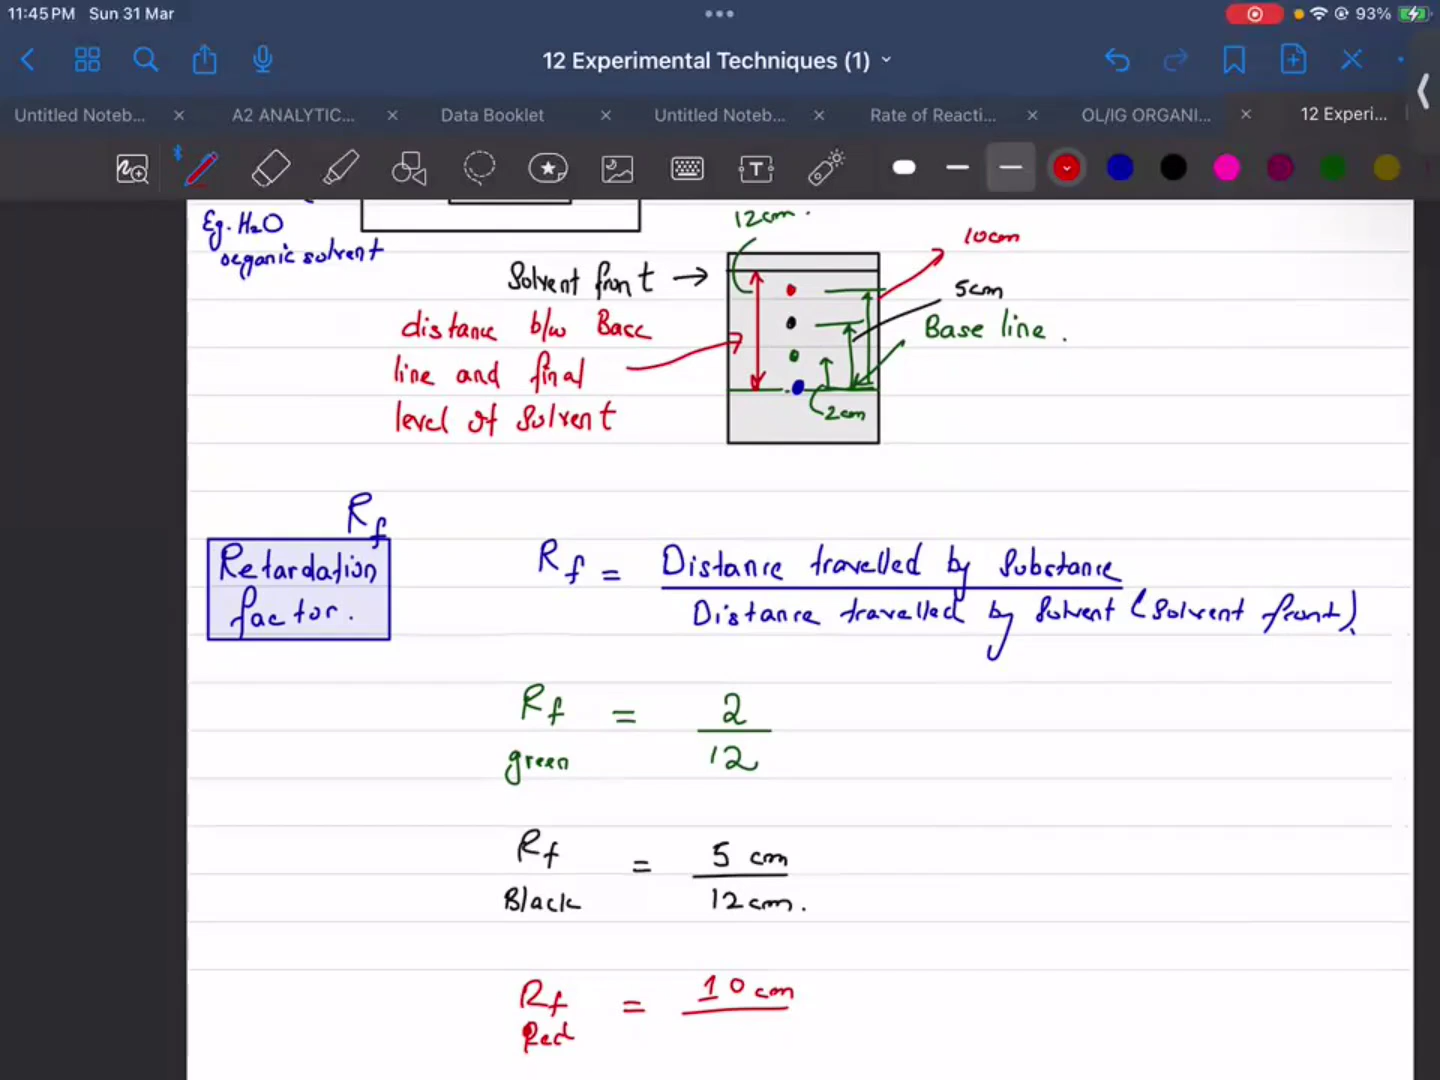 11:45 PM Sun 31 Mar
93%
12 Experimental Techniques (1)
Untitled Noteb...
A2 ANALYTIC...
Data Booklet
Untitled Noteb...
Rate of Reacti...
OL/IG ORGANI...
12 Experi...
Eg. H₂O
organic solvent
12cm.
10cm
Solvent front →
5cm
distance b/w Base
Base line.
line and final
level of Solvent
2cm
Rf
Retardation
factor.
Rf = Distance travelled by Substance
Distance travelled by Solvent (Solvent front).
Rf = 2
green 12
Rf = 5 cm
Black 12cm.
Rf = 10 cm
Red